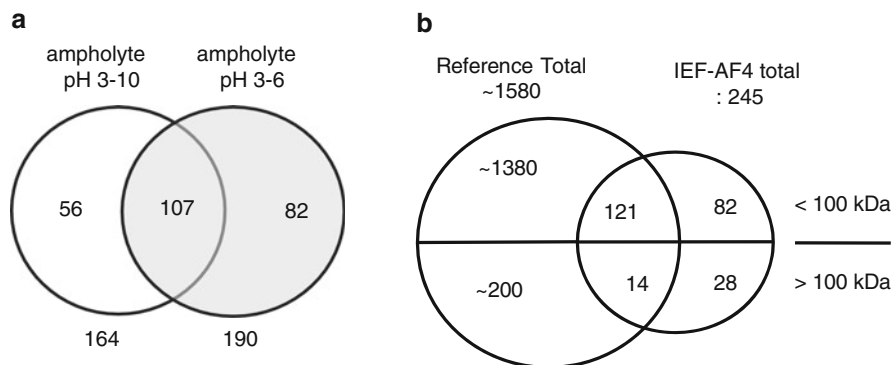 a
ampholyte
pH 3-10
ampholyte
pH 3-6
56
107
82
164
190
b
Reference Total
~1580
IEF-AF4 total
: 245
~1380
121
82
< 100 kDa
~200
14
28
> 100 kDa